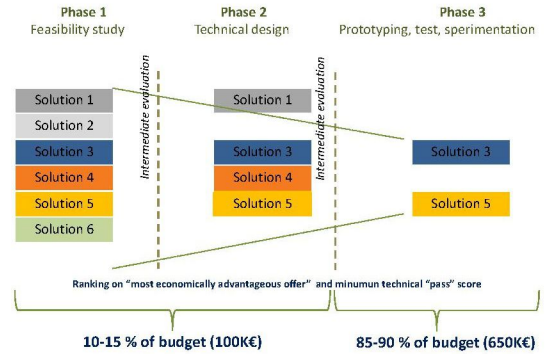 Phase 1
Feasibility study
Phase 2
Technical design
Phase 3
Prototyping, test, sperimentation
Solution 1
Solution 2
Solution 3
Solution 4
Solution 5
Solution 6
Intermediate evaluation
Solution 1
Solution 3
Solution 4
Solution 5
Intermediate evaluation
Solution 3
Solution 5
Ranking on “most economically advantageous offer” and minumun technical “pass” score
10-15 % of budget (100K€)
85-90 % of budget (650K€)